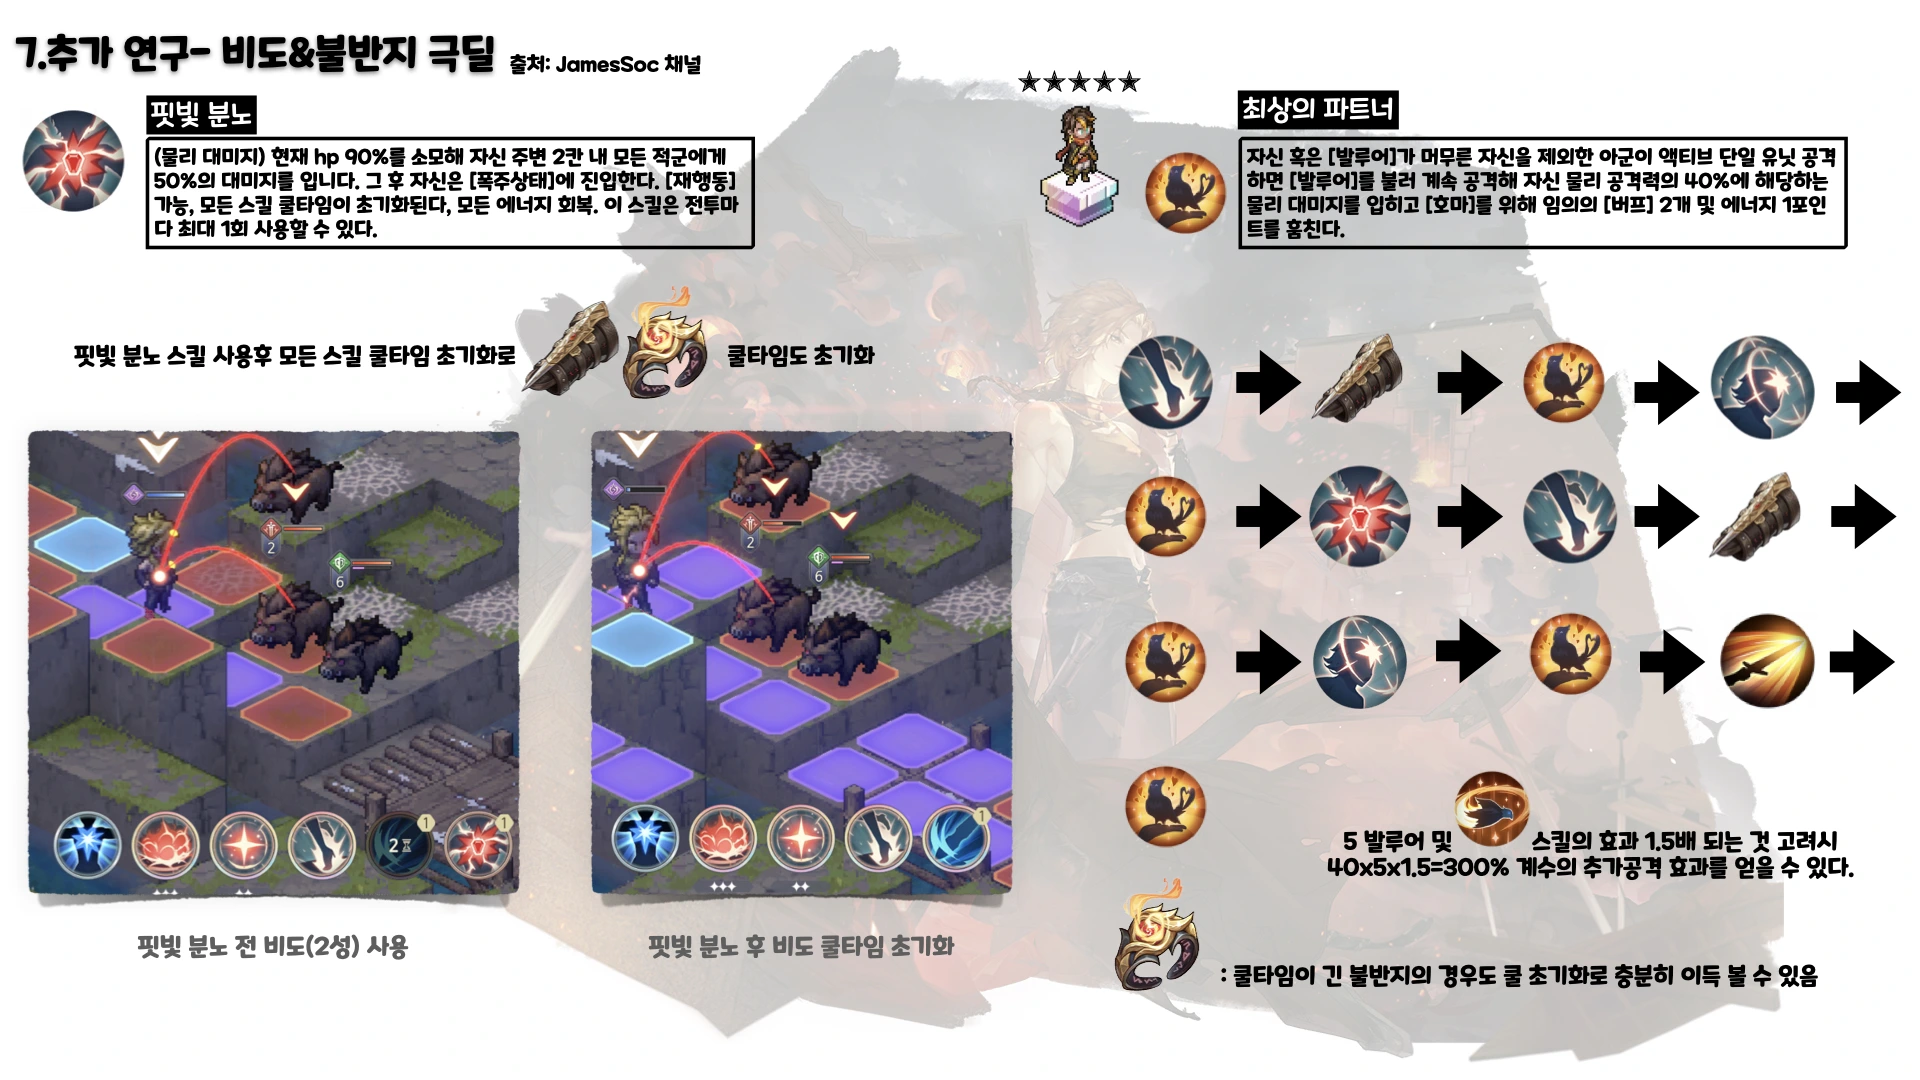 7.추가 연구- 비도&불반지 극딜 출처: JamesSoc 채널
핏빛 분노
(물리 대미지) 현재 hp 90%를 소모해 자신 주변 2칸 내 모든 적군에게
50%의 대미지를 입니다. 그 후 자신은 [폭주상태]에 진입한다. [재행동]
가능, 모든 스킬 쿨타임이 초기화된다, 모든 에너지 회복. 이 스킬은 전투마
다 최대 1회 사용할 수 있다.
최상의 파트너
자신 혹은 [발루어]가 머무른 자신을 제외한 아군이 액티브 단일 유닛 공격
하면 [발루어]를 불러 계속 공격해 자신 물리 공격력의 40%에 해당하는
물리 대미지를 입히고 [호마]를 위해 임의의 [버프] 2개 및 에너지 1포인
트를 훔친다.
핏빛 분노 스킬 사용후 모든 스킬 쿨타임 초기화로
쿨타임도 초기화
2
6
1
2
1
핏빛 분노 전 비도(2성) 사용
2
6
1
핏빛 분노 후 비도 쿨타임 초기화
5 발루어 및
스킬의 효과 1.5배 되는 것 고려시
40x5x1.5=300% 계수의 추가공격 효과를 얻을 수 있다.
: 쿨타임이 긴 불반지의 경우도 쿨 초기화로 충분히 이득 볼 수 있음